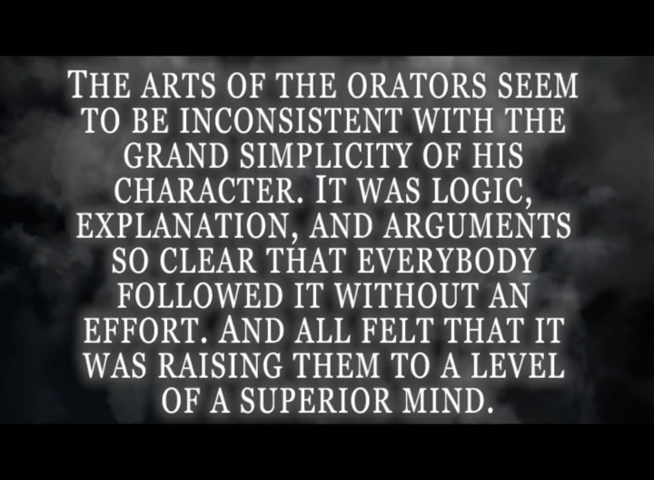 THE ARTS OF THE ORATORS SEEM
TO BE INCONSISTENT WITH THE
GRAND SIMPLICITY OF HIS
CHARACTER. IT WAS LOGIC,
EXPLANATION, AND ARGUMENTS
SO CLEAR THAT EVERYBODY
FOLLOWED IT WITHOUT AN
EFFORT. AND ALL FELT THAT IT
WAS RAISING THEM TO A LEVEL
OF A SUPERIOR MIND.